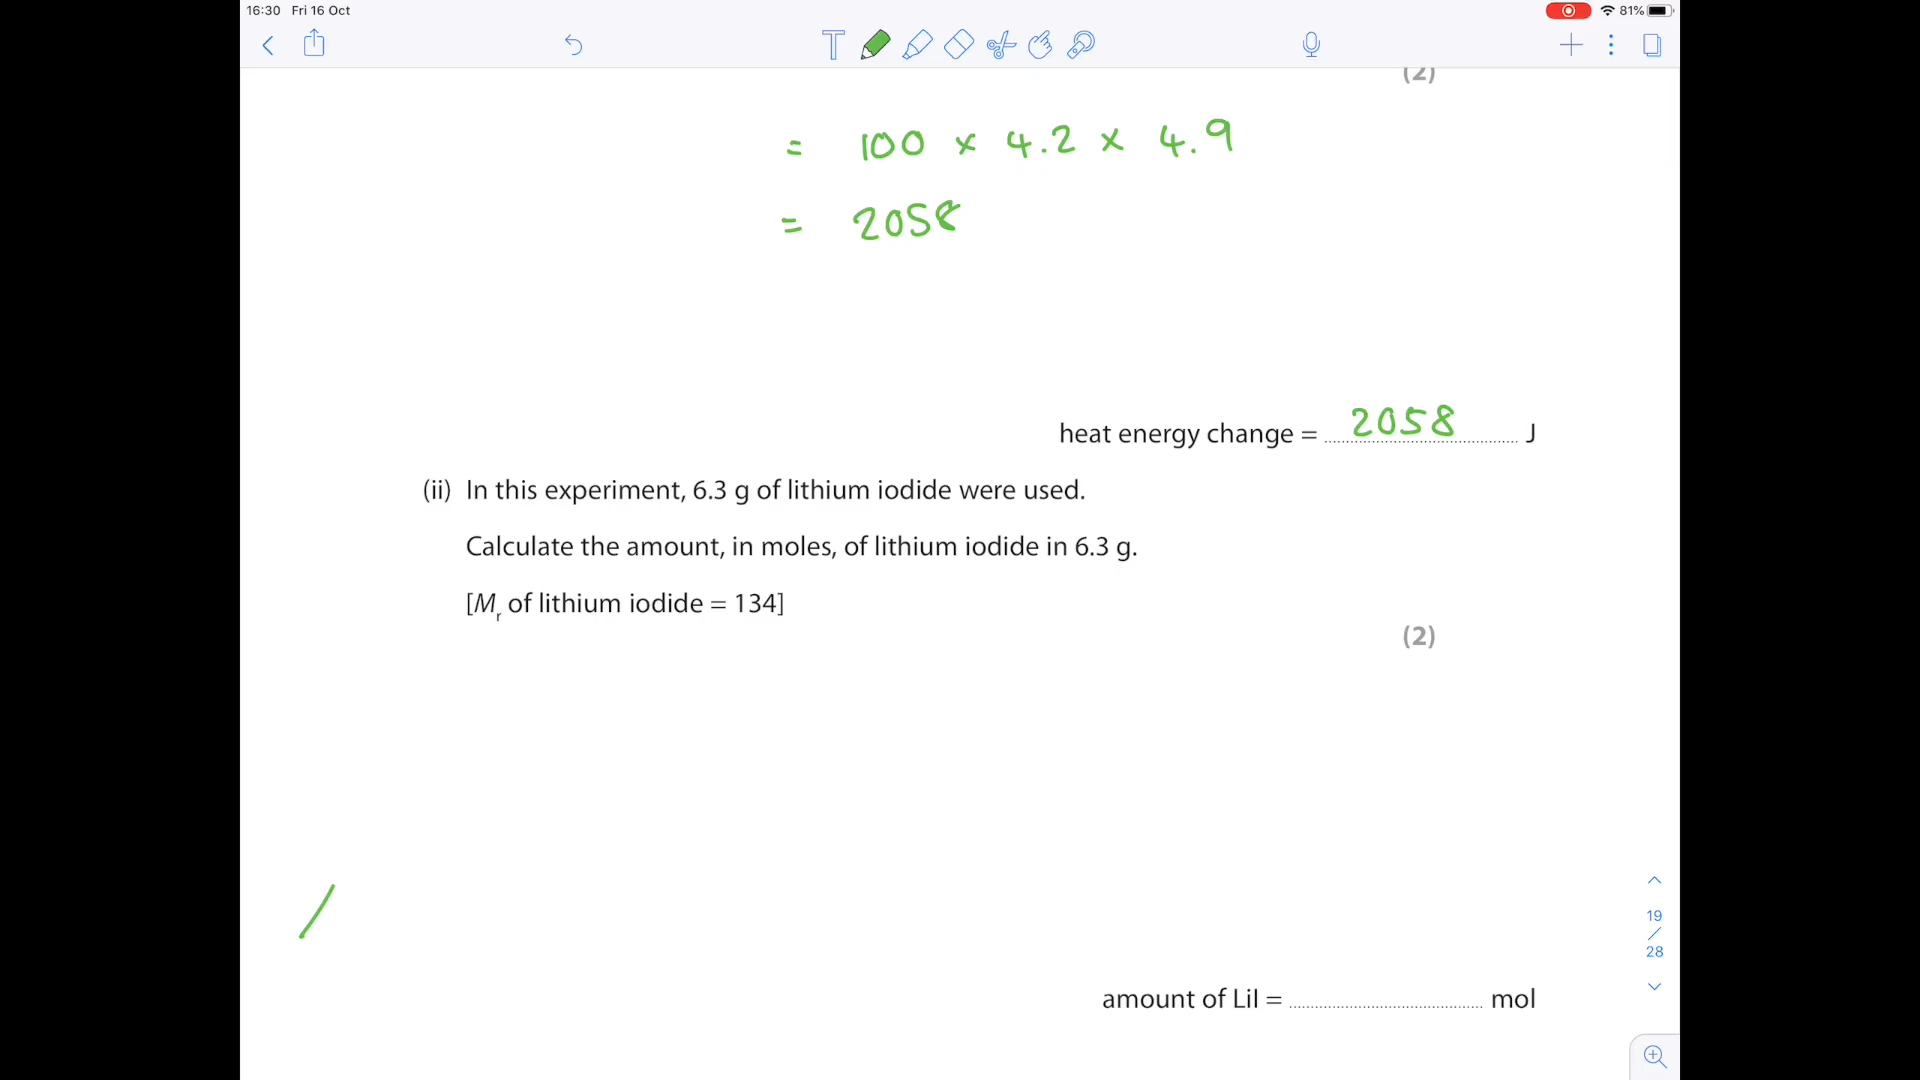 16:30 Fri 16 Oct
81%
(2)
= 100 × 4.2 × 4.9
= 2058
heat energy change = 2058 J
(ii) In this experiment, 6.3 g of lithium iodide were used.
Calculate the amount, in moles, of lithium iodide in 6.3 g.
[Mr of lithium iodide = 134]
(2)
19
/
28
amount of LiI = ........................................ mol